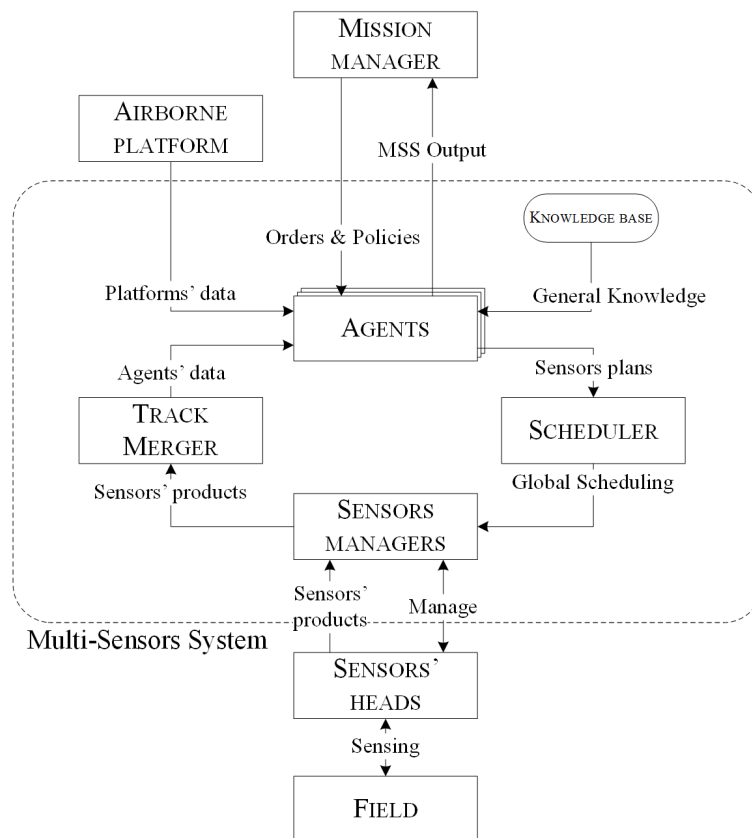 MISSION
MANAGER
AIRBORNE
PLATFORM
MSS Output
KNOWLEDGE BASE
Orders & Policies
Platforms' data
General Knowledge
AGENTS
Agents' data
Sensors plans
TRACK
MERGER
SCHEDULER
Sensors' products
Global Scheduling
SENSORS
MANAGERS
Sensors'
products
Manage
Multi-Sensors System
SENSORS'
HEADS
Sensing
FIELD